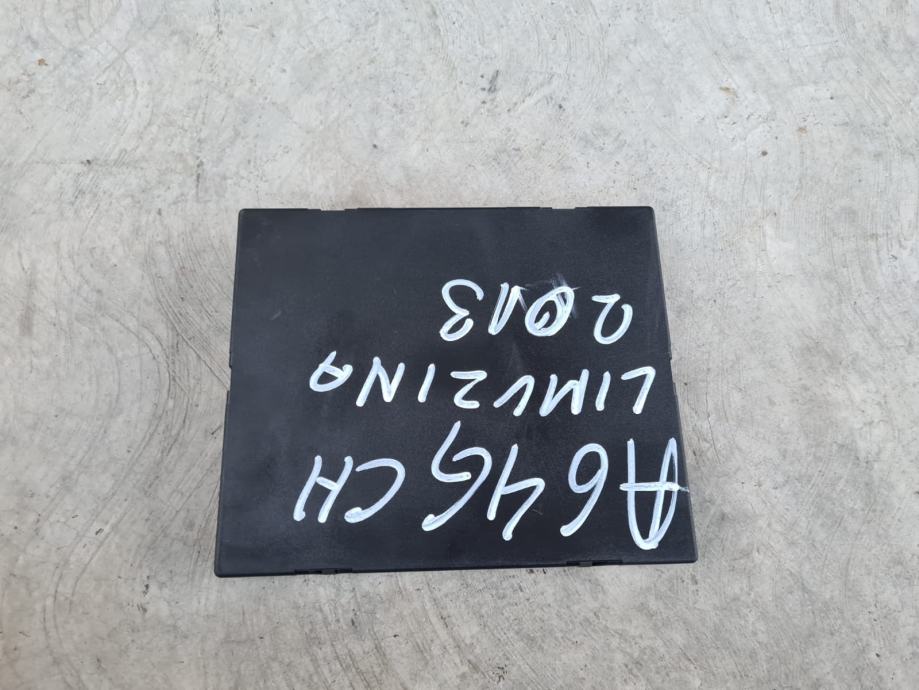 A6 4G CH
LIMUZINA
2013